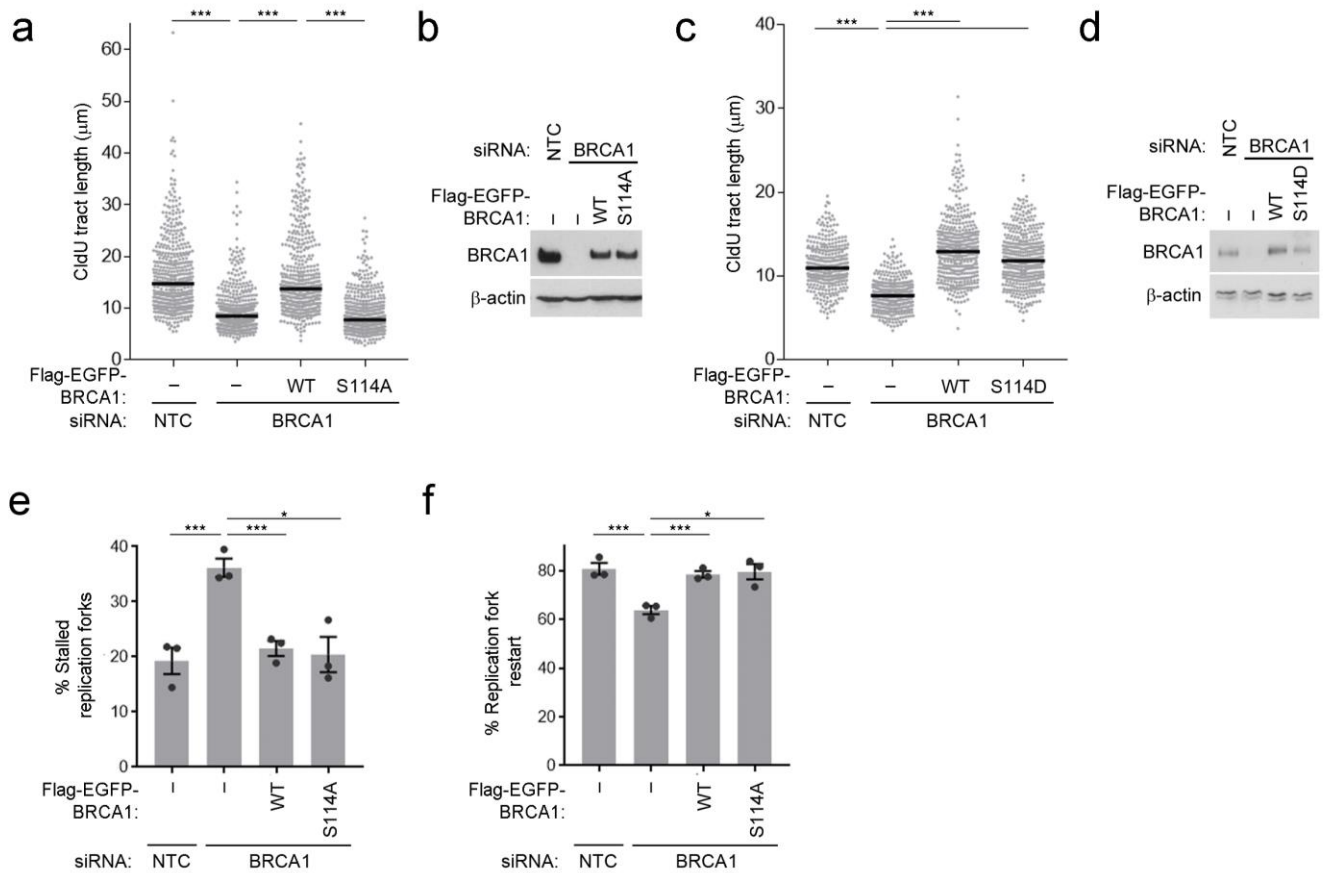 a
*** *** ***
CldU tract length (μm)
60
50
40
30
20
10
0
Flag-EGFP-
BRCA1:
– – WT S114A
siRNA: NTC BRCA1
b
siRNA: NTC BRCA1
Flag-EGFP-
BRCA1: – – WT S114A
BRCA1
β-actin
c
***
***
CldU tract length (μm)
40
30
20
10
0
Flag-EGFP-
BRCA1:
– – WT S114D
siRNA: NTC BRCA1
d
siRNA: NTC BRCA1
Flag-EGFP-
BRCA1: – – WT S114D
BRCA1
β-actin
e
*
*** ***
% Stalled
replication forks
40
30
20
10
0
Flag-EGFP-
BRCA1:
– – WT S114A
siRNA: NTC BRCA1
f
*
*** ***
% Replication fork
restart
80
60
40
20
0
Flag-EGFP-
BRCA1:
– – WT S114A
siRNA: NTC BRCA1